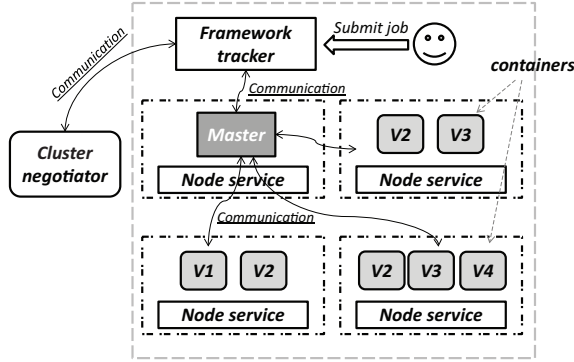 Framework
tracker
Submit job
Communication
containers
Communication
Master
V2
V3
Cluster
negotiator
Node service
Node service
Communication
V1
V2
V2
V3
V4
Node service
Node service